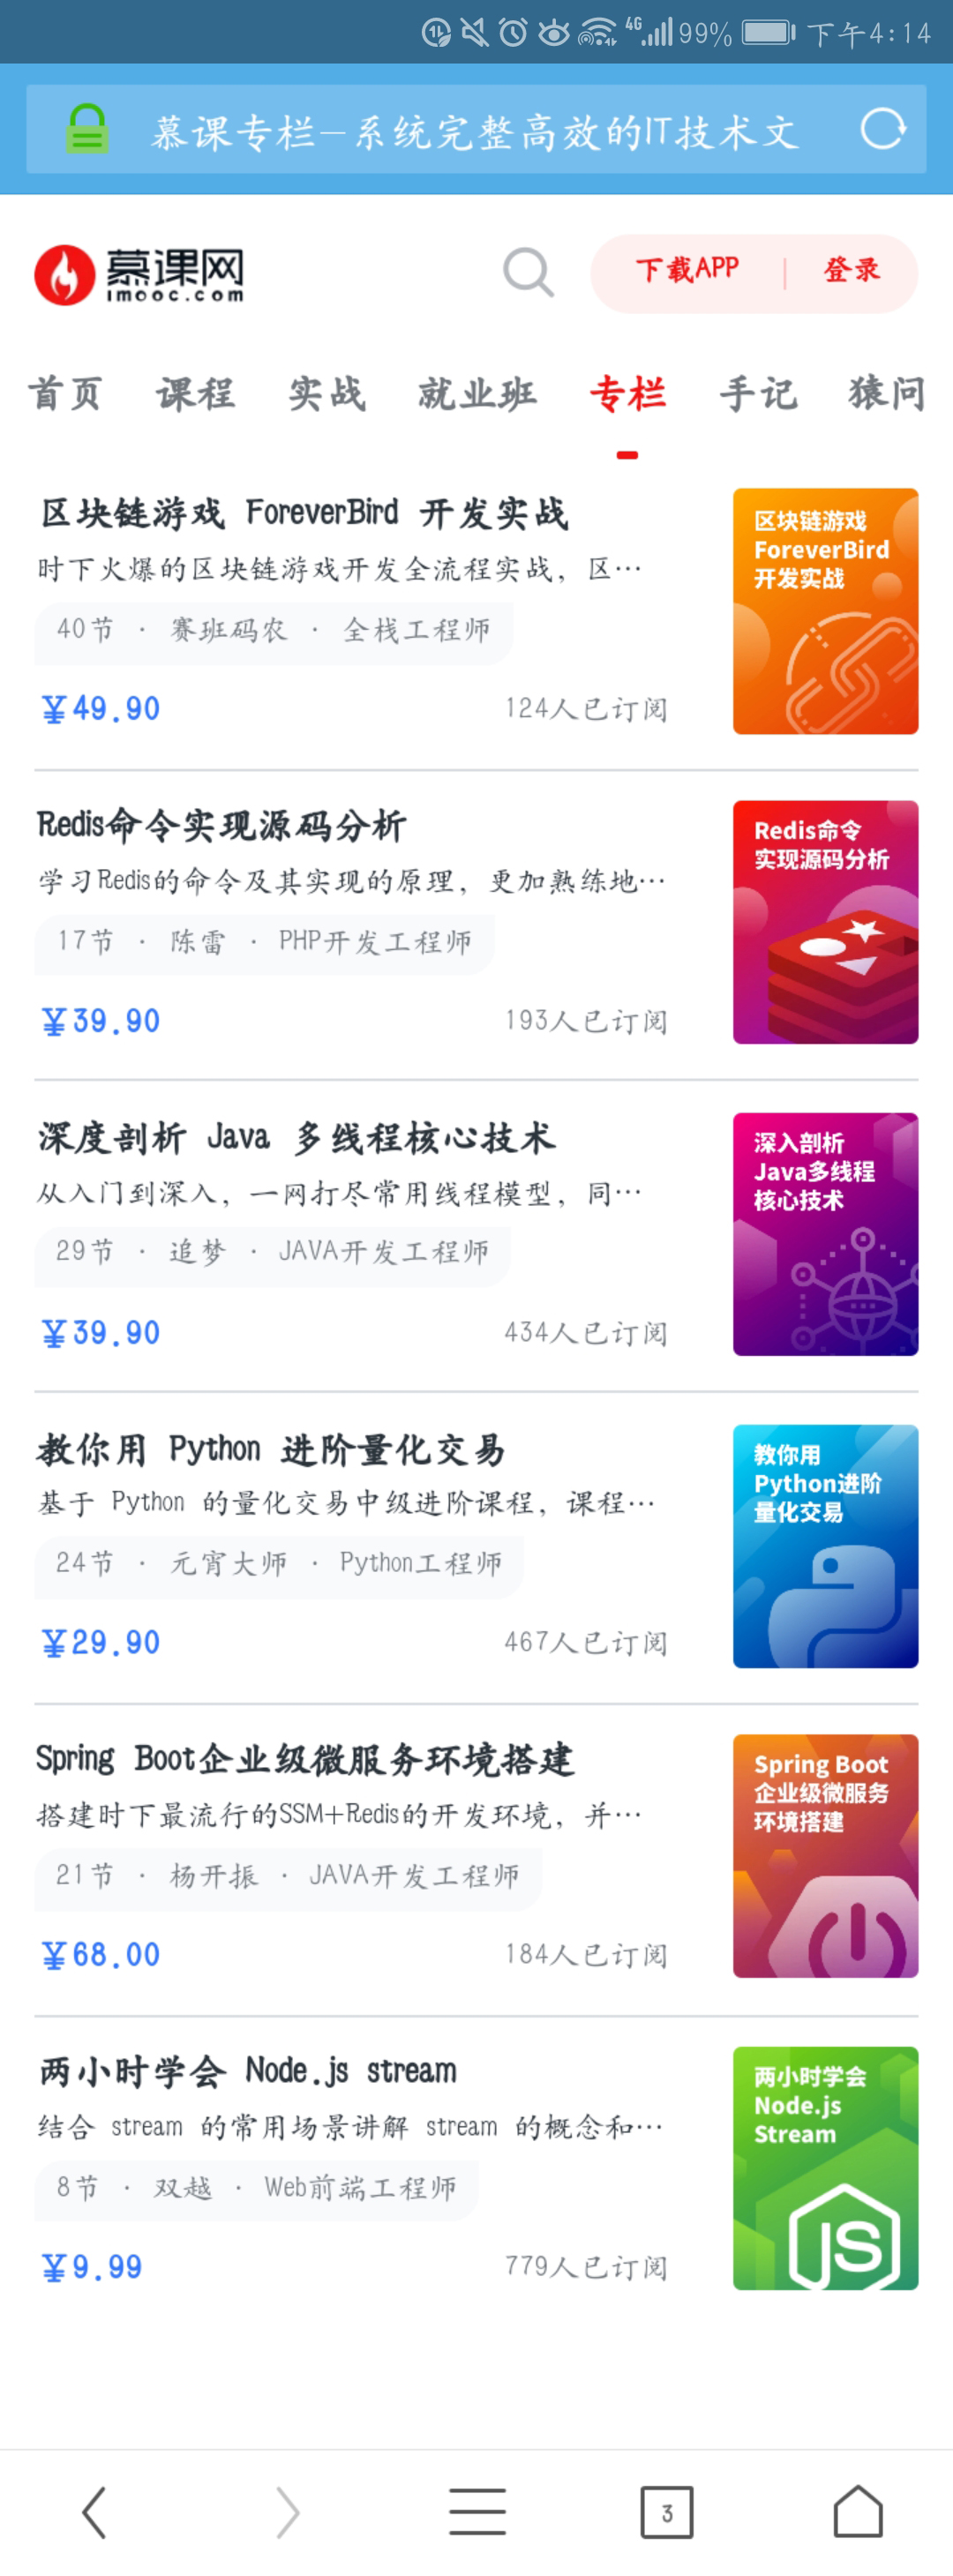 4G 99% 下午4:14
慕课专栏-系统完整高效的IT技术文
慕课网
imooc.com
下载APP 登录
首页 课程 实战 就业班 专栏 手记 猿问
区块链游戏 ForeverBird 开发实战
时下火爆的区块链游戏开发全流程实战，区…
40节 · 赛班码农 · 全栈工程师
¥49.90 124人已订阅
区块链游戏
ForeverBird
开发实战
Redis命令实现源码分析
学习Redis的命令及其实现的原理，更加熟练地…
17节 · 陈雷 · PHP开发工程师
¥39.90 193人已订阅
Redis命令
实现源码分析
深度剖析 Java 多线程核心技术
从入门到深入，一网打尽常用线程模型，同…
29节 · 追梦 · JAVA开发工程师
¥39.90 434人已订阅
深入剖析
Java多线程
核心技术
教你用 Python 进阶量化交易
基于 Python 的量化交易中级进阶课程，课程…
24节 · 元宵大师 · Python工程师
¥29.90 467人已订阅
教你用
Python进阶
量化交易
Spring Boot企业级微服务环境搭建
搭建时下最流行的SSM+Redis的开发环境，并…
21节 · 杨开振 · JAVA开发工程师
¥68.00 184人已订阅
Spring Boot
企业级微服务
环境搭建
两小时学会 Node.js stream
结合 stream 的常用场景讲解 stream 的概念和…
8节 · 双越 · Web前端工程师
¥9.99 779人已订阅
两小时学会
Node.js
Stream
JS
3